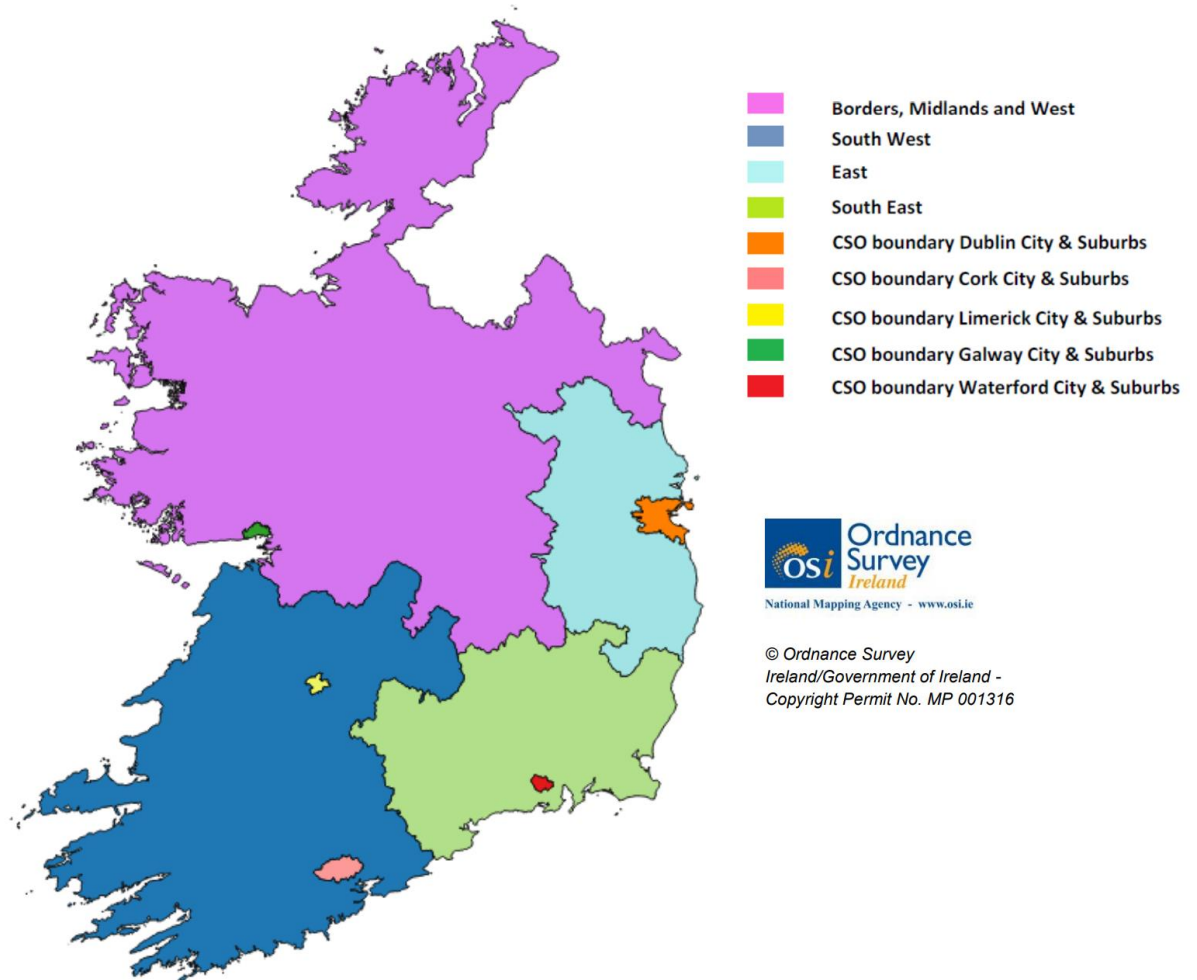 Borders, Midlands and West
South West
East
South East
CSO boundary Dublin City & Suburbs
CSO boundary Cork City & Suburbs
CSO boundary Limerick City & Suburbs
CSO boundary Galway City & Suburbs
CSO boundary Waterford City & Suburbs
osi
Ordnance
Survey
Ireland
National Mapping Agency - www.osi.ie
© Ordnance Survey
Ireland/Government of Ireland -
Copyright Permit No. MP 001316